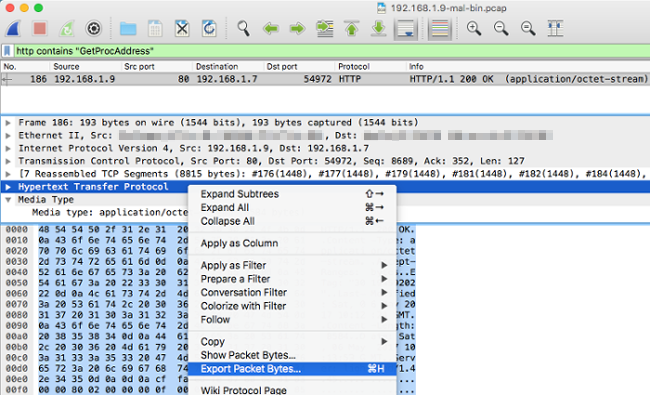 192.168.1.9-mal-bin.pcap
http contains "GetProcAddress"
No. Source Src port Destination Dst port Protocol Info
186 192.168.1.9 80 192.168.1.7 54972 HTTP HTTP/1.1 200 OK (application/octet-stream)
Frame 186: 193 bytes on wire (1544 bits), 193 bytes captured (1544 bits)
Ethernet II, Src: Dst:
Internet Protocol Version 4, Src: 192.168.1.9, Dst: 192.168.1.7
Transmission Control Protocol, Src Port: 80, Dst Port: 54972, Seq: 8689, Ack: 352, Len: 127
[7 Reassembled TCP Segments (8815 bytes): #176(1448), #177(1448), #179(1448), #181(1448), #182(1448), #184(1448),
Hypertext Transfer Protocol
Media Type
Media type: application/octe
Expand Subtrees ⇧→
Expand All ⌘→
Collapse All ⌘←
Apply as Column
Apply as Filter
Prepare a Filter
Conversation Filter
Colorize with Filter
Follow
Copy
Show Packet Bytes...
Export Packet Bytes... ⌘H
Wiki Protocol Page
0000 48 54 54 50 2f 31 2e 31 20 OK.
0010 0a 43 6f 6e 74 65 6e 74 2d : a
0020 70 70 6c 69 63 61 74 69 6f ctet
0030 2d 73 74 72 65 61 6d 0d 0a ept-
0040 52 61 6e 67 65 73 3a 20 62 ..E
0050 54 61 67 3a 20 22 33 30 31 D202
0060 22 0d 0a 4c 61 73 74 2d 4d fied
0070 3a 20 53 61 74 2c 20 30 36 20
0080 31 37 20 31 30 3a 31 32 3a
0090 0a 43 6f 6e 74 65 6e 74 2d gth:
00a0 20 38 36 38 34 0d 0a 44 61 Sat
00b0 2c 20 30 36 20 4d 61 79 20 10
00c0 3a 31 33 3a 35 33 20 47 4d Serv
00d0 65 72 3a 20 6c 69 67 68 74 1.4
00e0 2e 34 35 0d 0a 0d 0a cf fa
00f0 00 00 80 02 00 00 00 0f